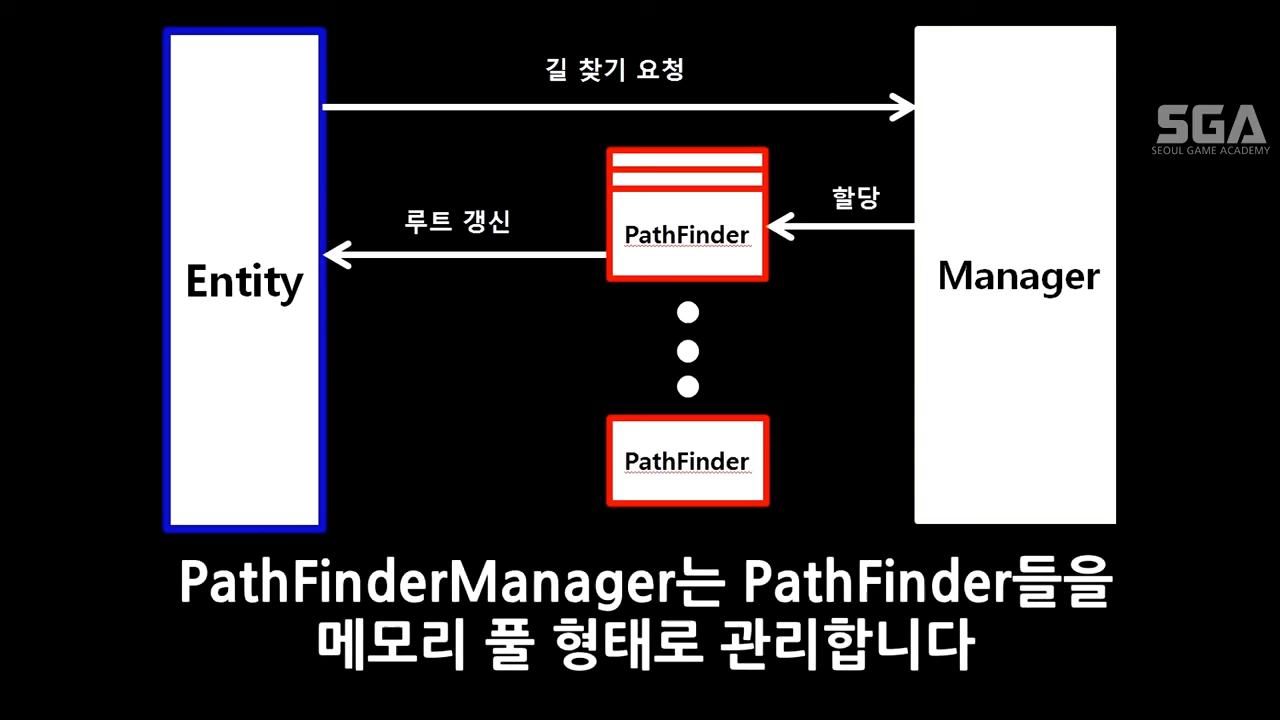 길 찾기 요청
SGA
SEOUL GAME ACADEMY
할당
루트 갱신
PathFinder
Entity
Manager
PathFinder
PathFinderManager는 PathFinder들을
메모리 풀 형태로 관리합니다